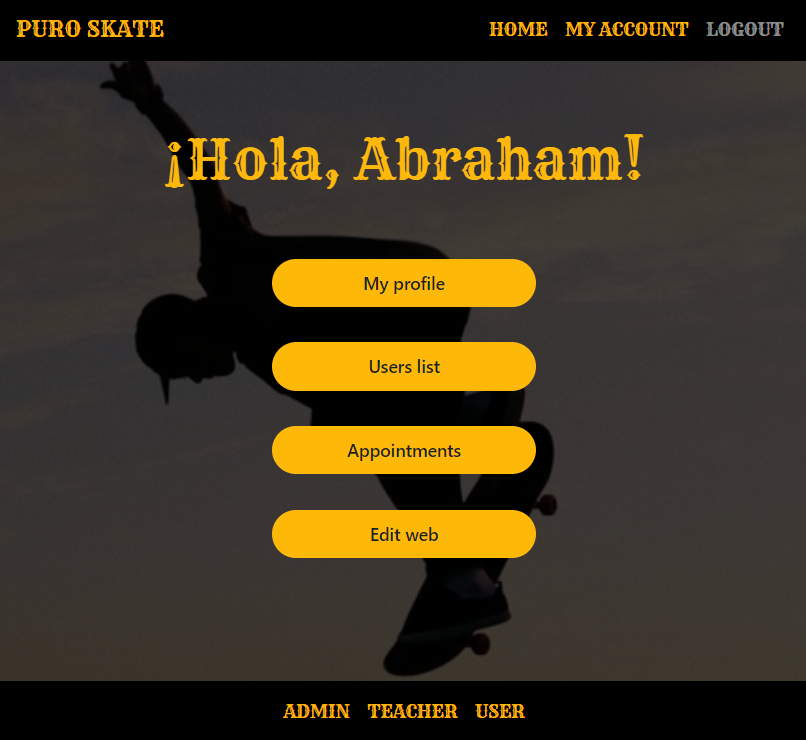 PURO SKATE HOME MY ACCOUNT LOGOUT
¡Hola, Abraham!
My profile
Users list
Appointments
Edit web
ADMIN TEACHER USER